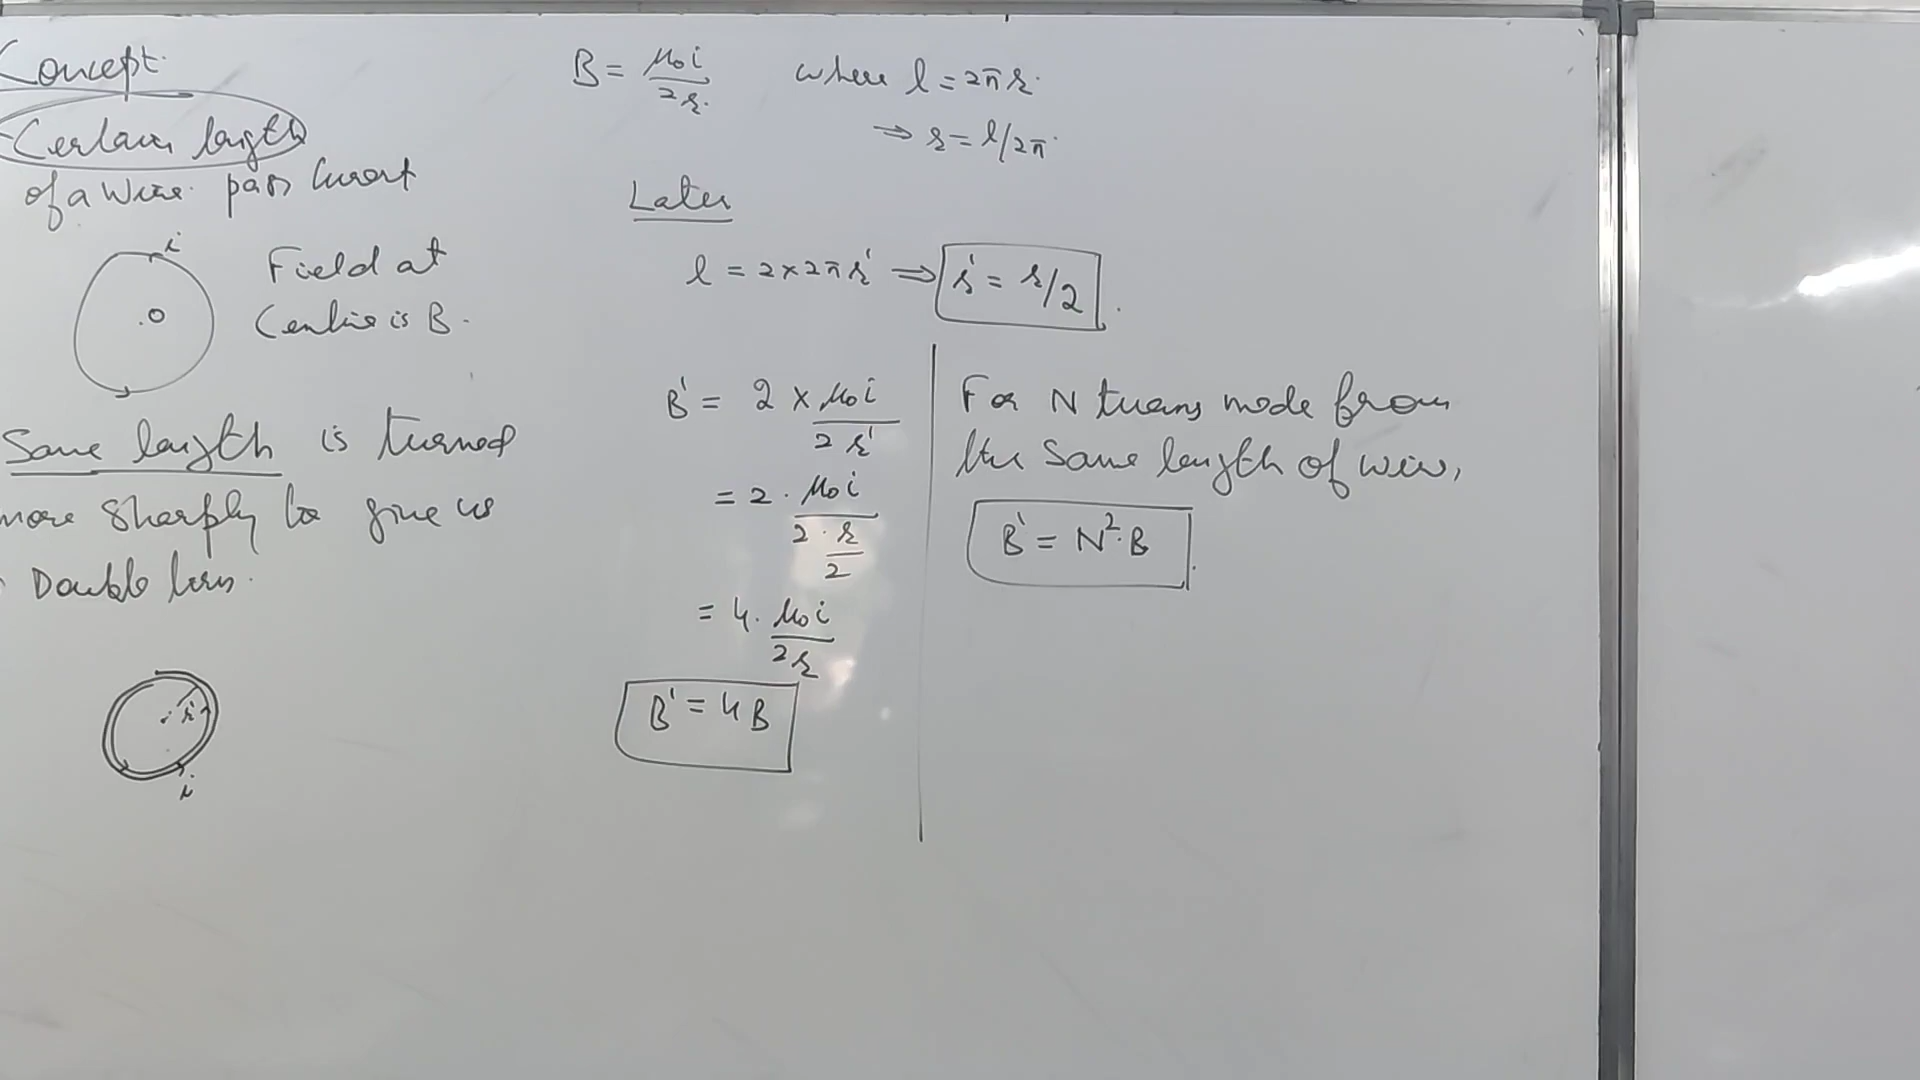 Concept
Certain length
of a Wire pass Current
i
.O
Field at
Centre is B.
Same length is turned
more sharply to give us
Double turn.
r'
i
B = μ₀i/2r. where l = 2πr.
⇒ r = l/2π
Later
l = 2×2πr' ⇒ r' = r/2
B' = 2 × μ₀i/2r'
= 2 . μ₀i/(2 . r/2)
= 4 . μ₀i/2r
B' = 4B
For N turns made from
the Same length of wire,
B' = N². B